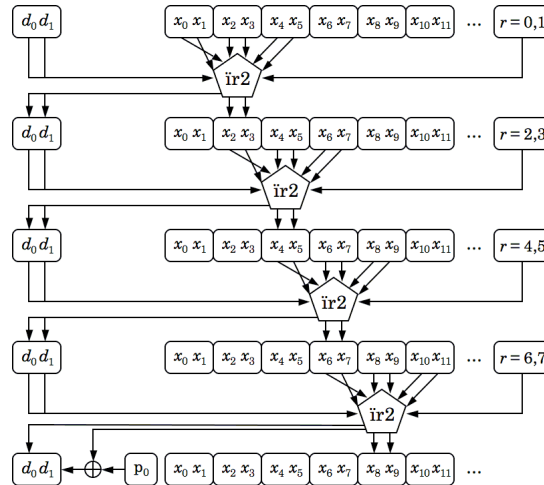 d₀ d₁ x₀ x₁ x₂ x₃ x₄ x₅ x₆ x₇ x₈ x₉ x₁₀ x₁₁ ... r = 0,1
ïr2
d₀ d₁ x₀ x₁ x₂ x₃ x₄ x₅ x₆ x₇ x₈ x₉ x₁₀ x₁₁ ... r = 2,3
ïr2
d₀ d₁ x₀ x₁ x₂ x₃ x₄ x₅ x₆ x₇ x₈ x₉ x₁₀ x₁₁ ... r = 4,5
ïr2
d₀ d₁ x₀ x₁ x₂ x₃ x₄ x₅ x₆ x₇ x₈ x₉ x₁₀ x₁₁ ... r = 6,7
ïr2
d₀ d₁ p₀ x₀ x₁ x₂ x₃ x₄ x₅ x₆ x₇ x₈ x₉ x₁₀ x₁₁ ...